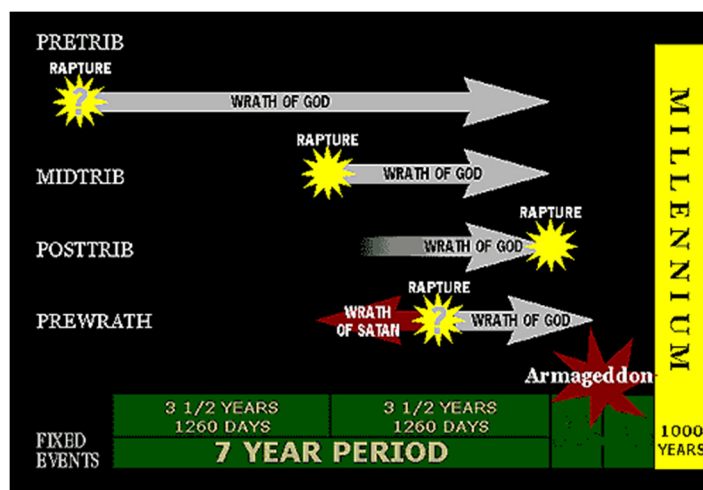 PRETRIB
RAPTURE
?
WRATH OF GOD
RAPTURE
MIDTRIB
WRATH OF GOD
RAPTURE
POSTTRIB
WRATH OF GOD
RAPTURE
PREWRATH
WRATH
OF SATAN
?
WRATH OF GOD
Armageddon
MILLENNIUM
1000
YEARS
3 1/2 YEARS
1260 DAYS
3 1/2 YEARS
1260 DAYS
FIXED
EVENTS
7 YEAR PERIOD